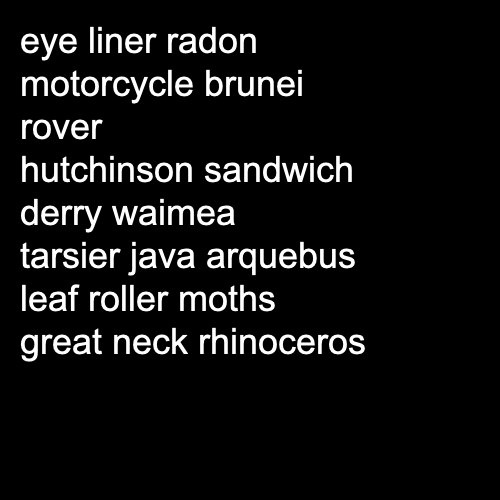 eye liner radon
motorcycle brunei
rover
hutchinson sandwich
derry waimea
tarsier java arquebus
leaf roller moths
great neck rhinoceros